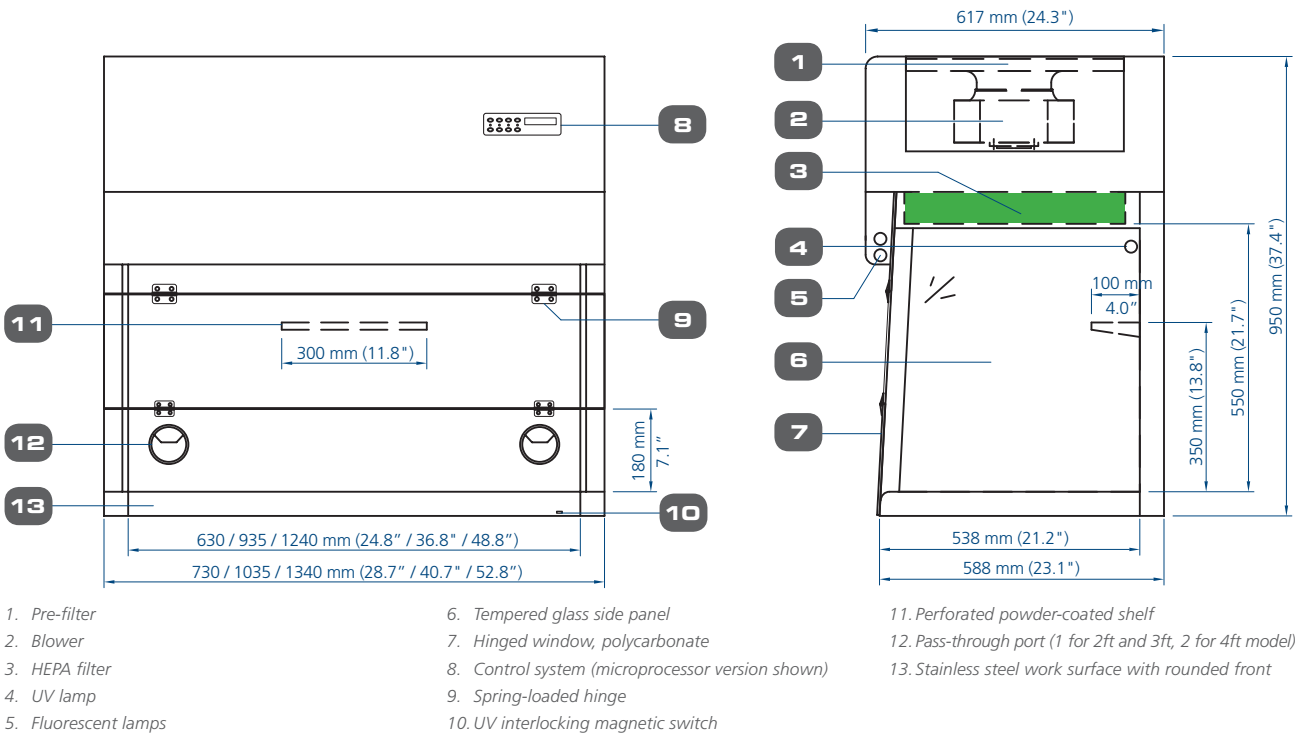 617 mm (24.3")
1
2
3
4
5
6
7
8
9
10
11
12
13
100 mm
4.0”
350 mm (13.8")
550 mm (21.7")
950 mm (37.4")
300 mm (11.8")
180 mm
7.1”
630 / 935 / 1240 mm (24.8” / 36.8" / 48.8”)
730 / 1035 / 1340 mm (28.7” / 40.7" / 52.8”)
538 mm (21.2")
588 mm (23.1")
1. Pre-filter
2. Blower
3. HEPA filter
4. UV lamp
5. Fluorescent lamps
6. Tempered glass side panel
7. Hinged window, polycarbonate
8. Control system (microprocessor version shown)
9. Spring-loaded hinge
10. UV interlocking magnetic switch
11. Perforated powder-coated shelf
12. Pass-through port (1 for 2ft and 3ft, 2 for 4ft model)
13. Stainless steel work surface with rounded front